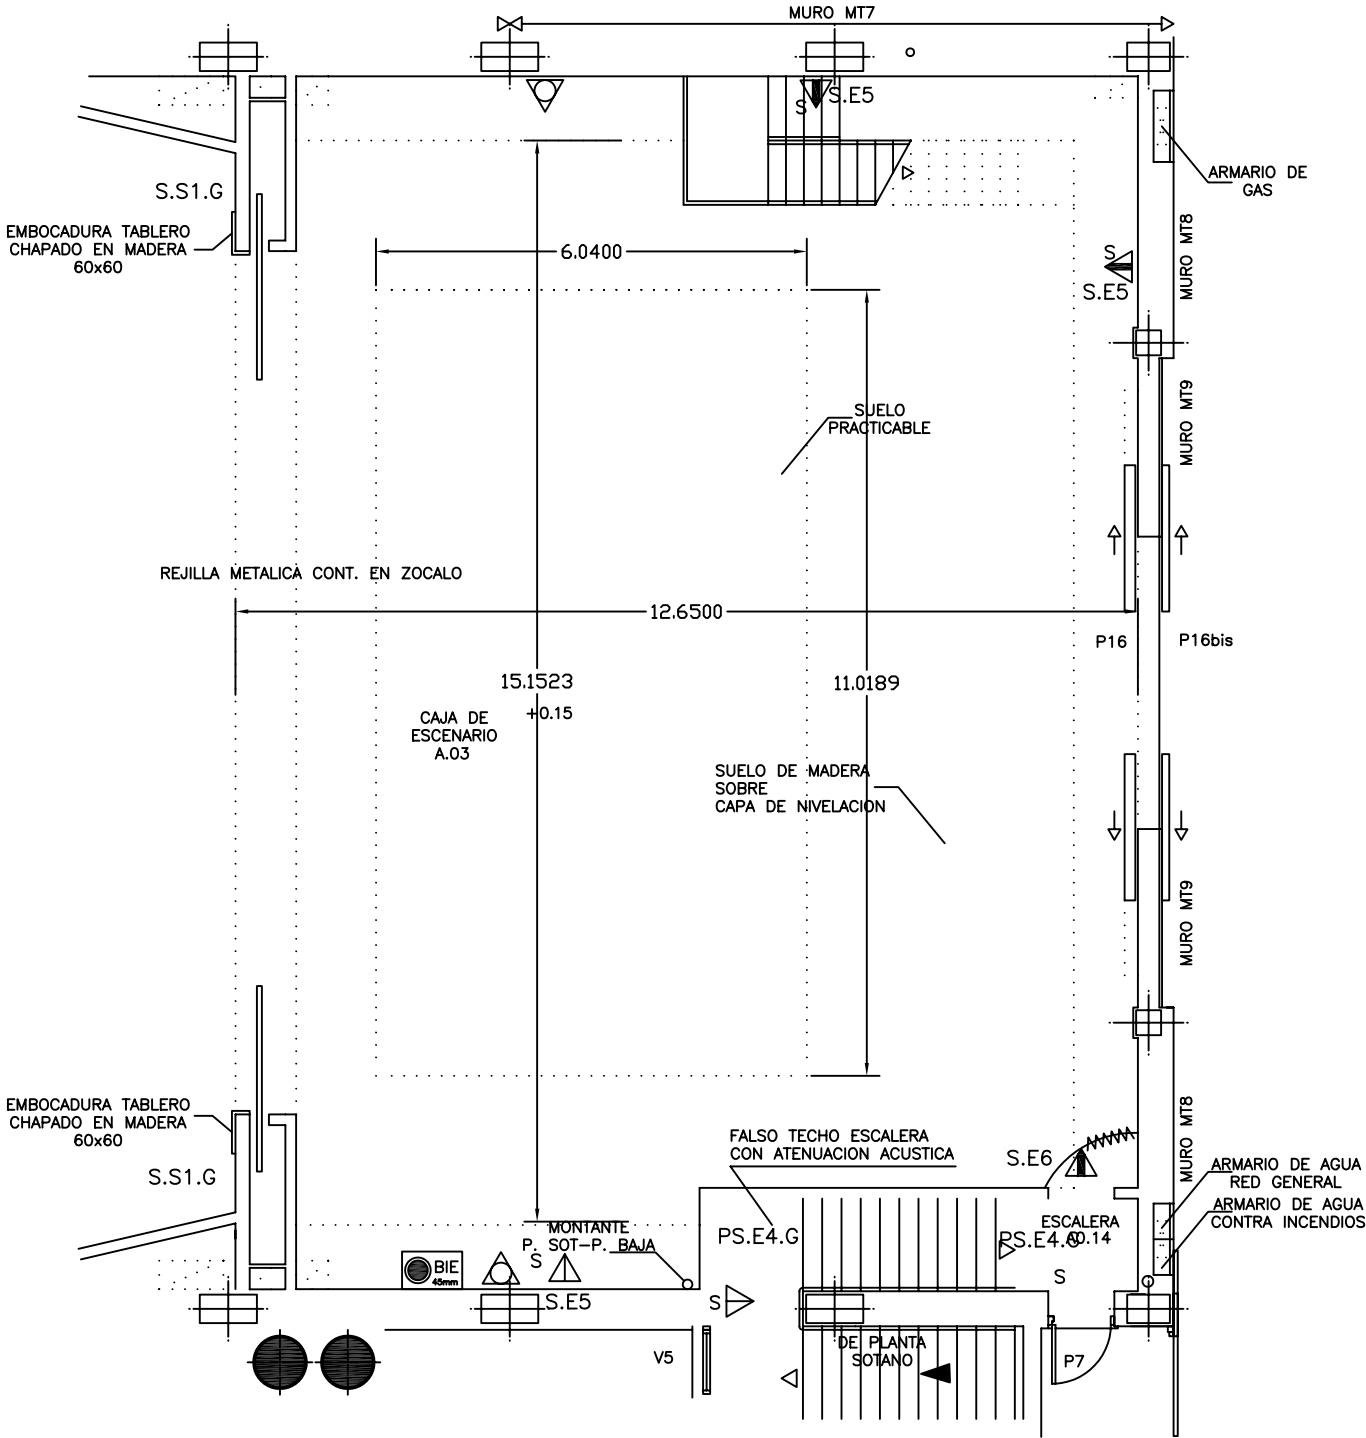 MURO MT7
S
S.E5
ARMARIO DE
GAS
S.S1.G
EMBOCADURA TABLERO
CHAPADO EN MADERA
60x60
6.0400
MURO MT8
S
S.E5
MURO MT9
SUELO
PRACTICABLE
REJILLA METALICA CONT. EN ZOCALO
12.6500
P16
P16bis
15.1523
11.0189
+0.15
CAJA DE
ESCENARIO
A.03
SUELO DE MADERA
SOBRE
CAPA DE NIVELACION
MURO MT9
EMBOCADURA TABLERO
CHAPADO EN MADERA
60x60
MURO MT8
FALSO TECHO ESCALERA
CON ATENUACION ACUSTICA
S.E6
S.S1.G
ARMARIO DE AGUA
RED GENERAL
ARMARIO DE AGUA
CONTRA INCENDIOS
MONTANTE
P. SOT-P. BAJA
PS.E4.G
ESCALERA
A0.14
PS.E4.G
BIE
45mm
S
S.E5
S
S
DE PLANTA
SOTANO
V5
P7